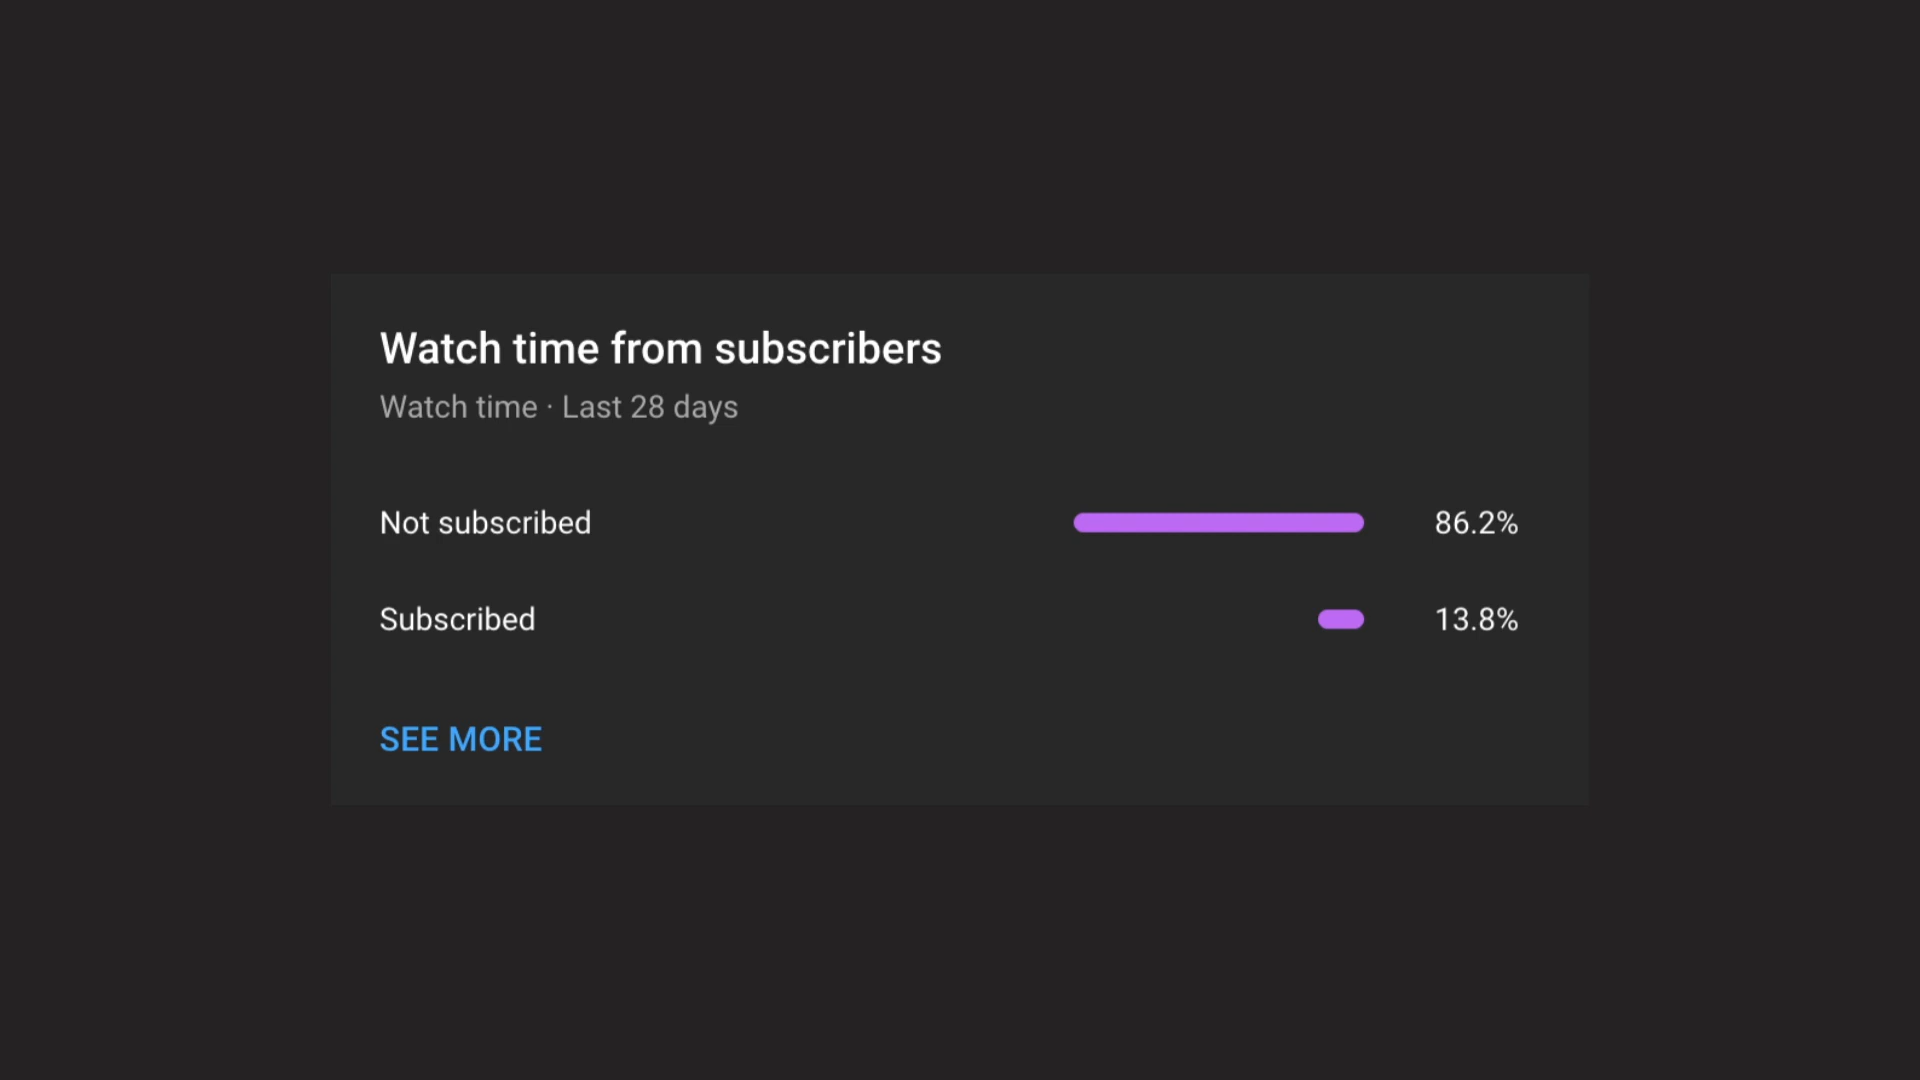 Watch time from subscribers
Watch time · Last 28 days
Not subscribed 86.2%
Subscribed 13.8%
SEE MORE